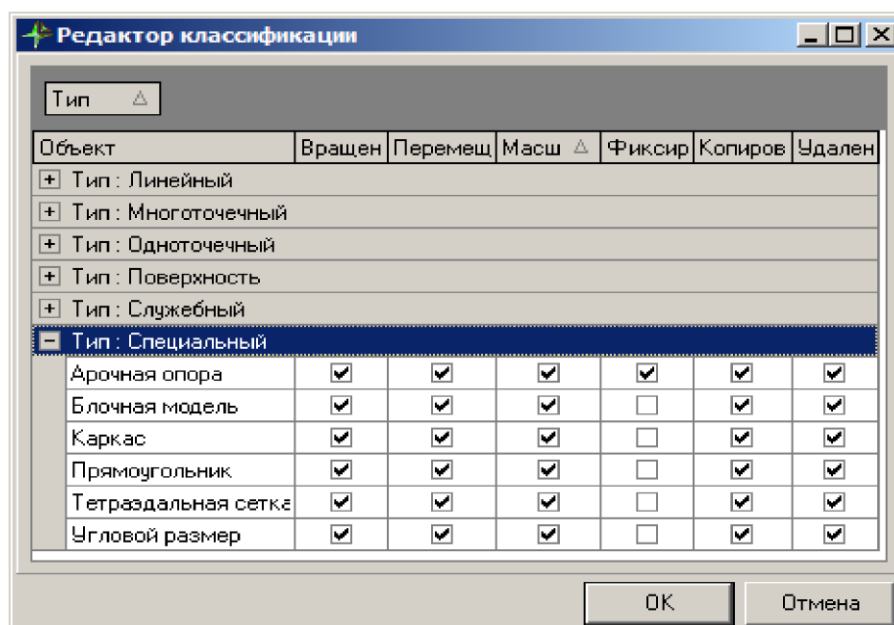 Редактор классификации
Тип
Объект Вращен Перемещ Масш Фиксир Копиров Удален
Тип : Линейный
Тип : Многоточечный
Тип : Одноточечный
Тип : Поверхность
Тип : Служебный
Тип : Специальный
Арочная опора
Блочная модель
Каркас
Прямоугольник
Тетраэдальная сетка
Угловой размер
OK Отмена